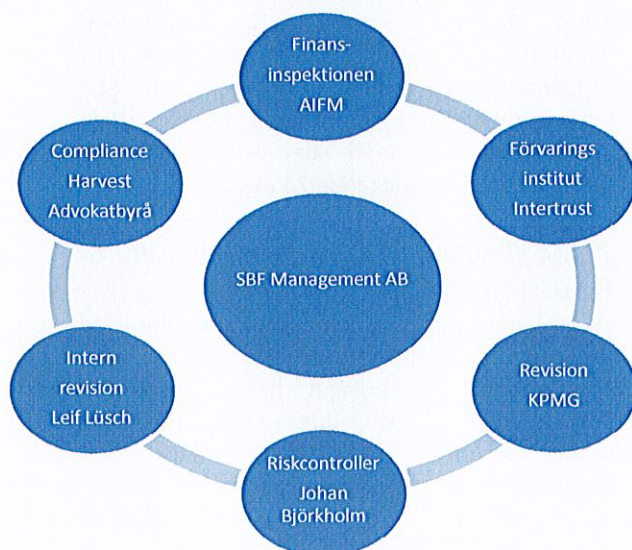 Finans-
inspektionen
AIFM
Förvarings
institut
Intertrust
Revision
KPMG
Riskcontroller
Johan
Björkholm
Intern
revision
Leif Lüsch
Compliance
Harvest
Advokatbyrå
SBF Management AB